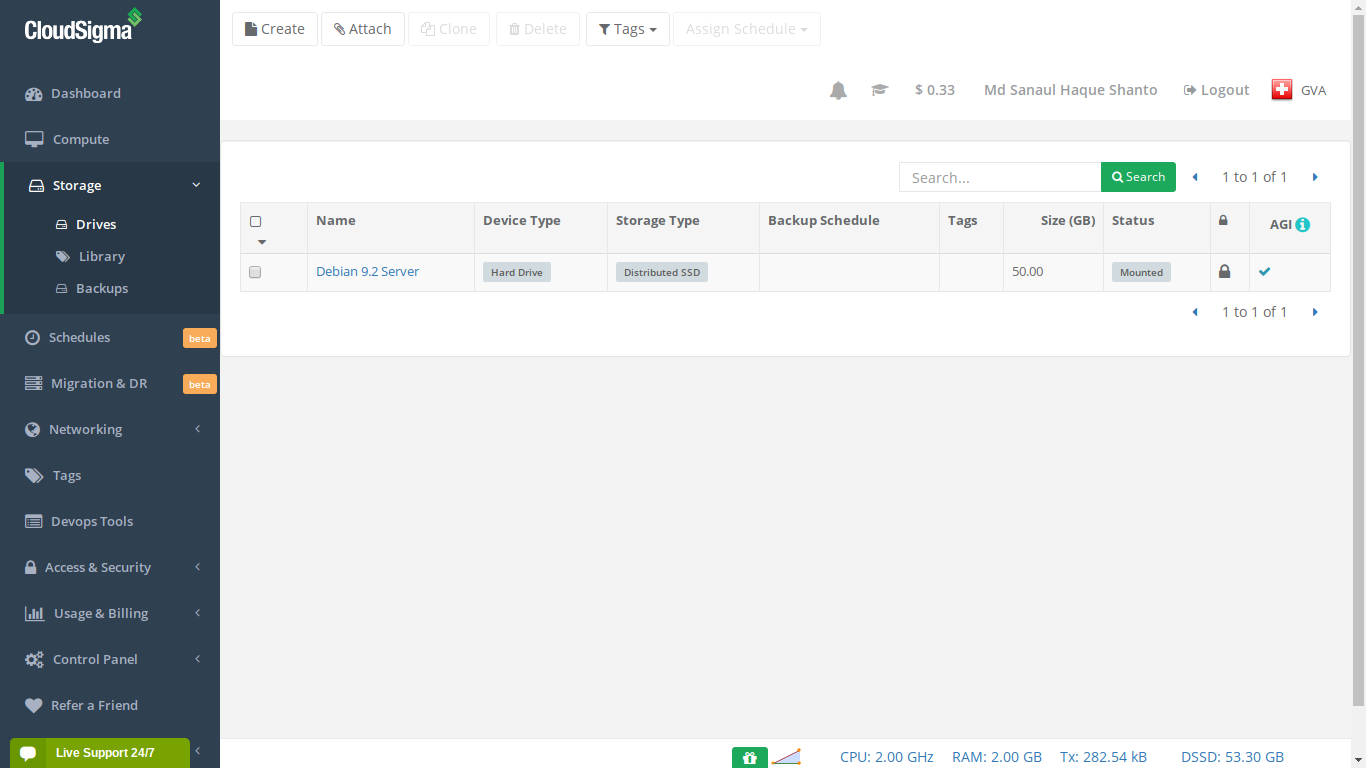 CloudSigma
Create Attach Clone Delete Tags Assign Schedule
$ 0.33 Md Sanaul Haque Shanto Logout GVA
Dashboard
Compute
Storage
Drives
Library
Backups
Schedules beta
Migration & DR beta
Networking
Tags
Devops Tools
Access & Security
Usage & Billing
Control Panel
Refer a Friend
Live Support 24/7
Search... Search 1 to 1 of 1
Name Device Type Storage Type Backup Schedule Tags Size (GB) Status AGI
Debian 9.2 Server Hard Drive Distributed SSD 50.00 Mounted
1 to 1 of 1
CPU: 2.00 GHz RAM: 2.00 GB Tx: 282.54 kB DSSD: 53.30 GB